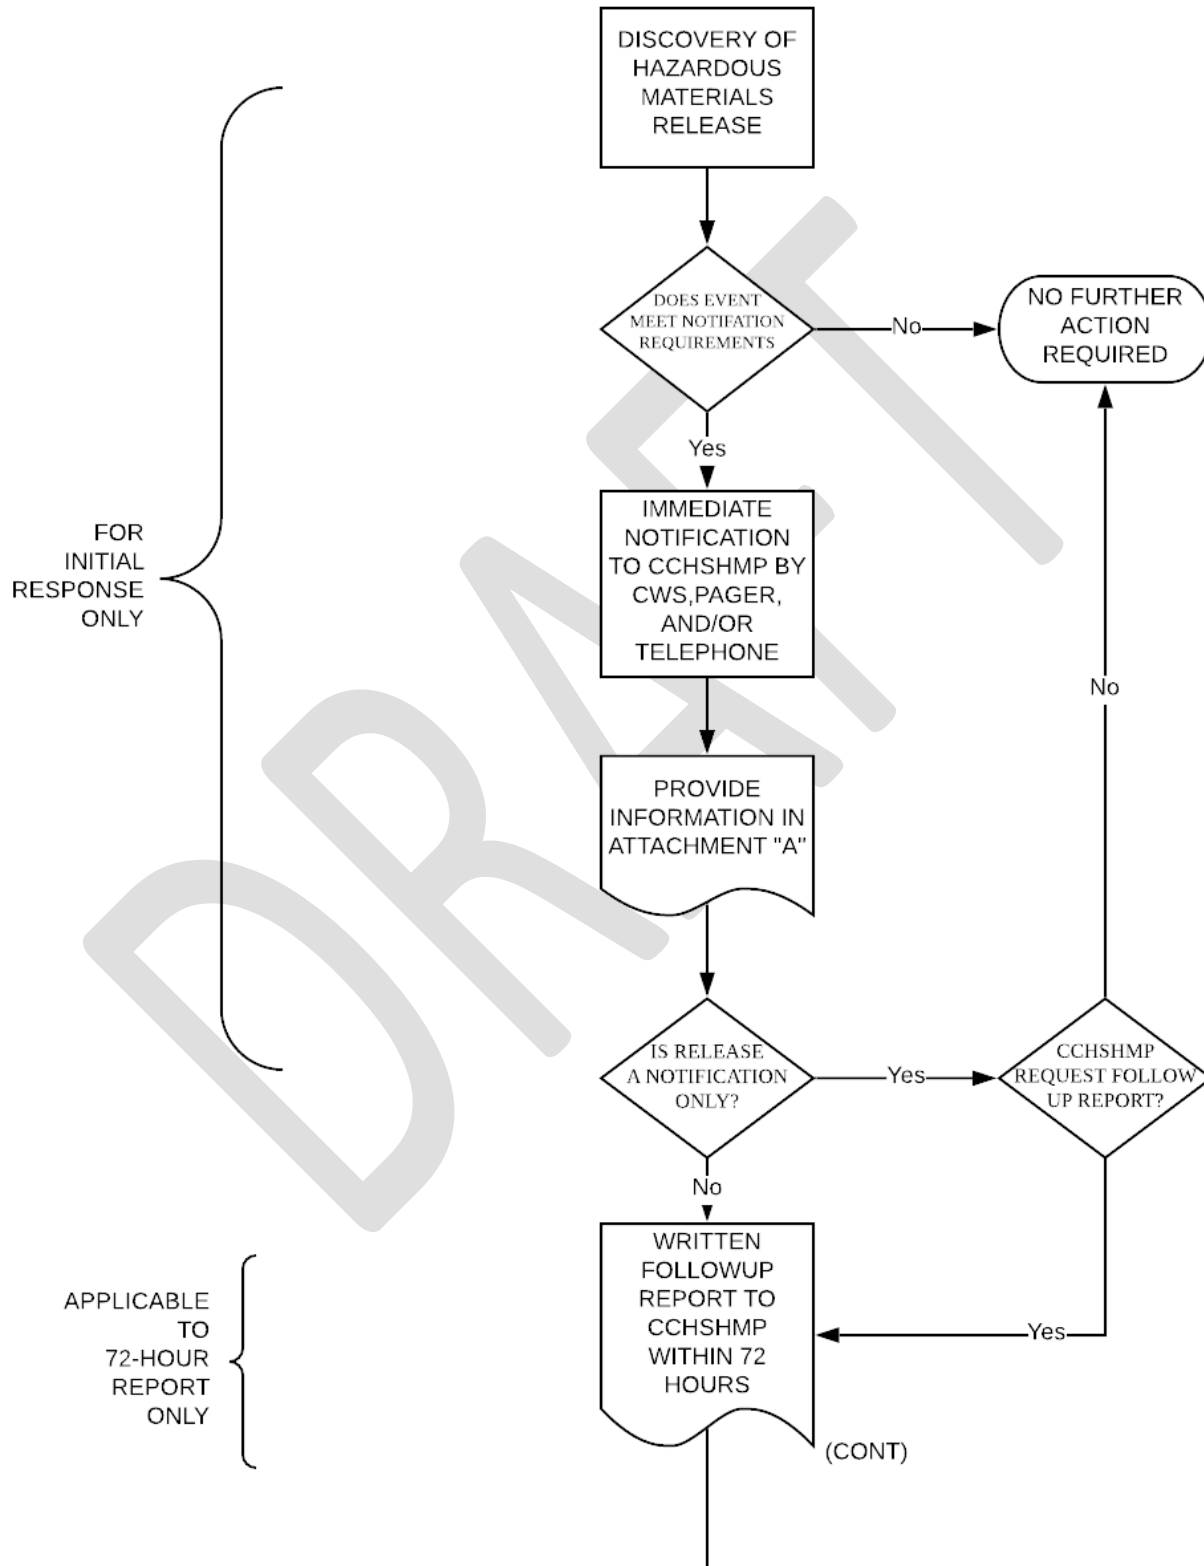 DISCOVERY OF
HAZARDOUS
MATERIALS
RELEASE
DOES EVENT
MEET NOTIFATION
REQUIREMENTS
No
NO FURTHER
ACTION
REQUIRED
Yes
IMMEDIATE
NOTIFICATION
TO CCHSHMP BY
CWS,PAGER,
AND/OR
TELEPHONE
FOR
INITIAL
RESPONSE
ONLY
No
PROVIDE
INFORMATION IN
ATTACHMENT "A"
IS RELEASE
A NOTIFICATION
ONLY?
Yes
CCHSHMP
REQUEST FOLLOW
UP REPORT?
No
WRITTEN
FOLLOWUP
REPORT TO
CCHSHMP
WITHIN 72
HOURS
Yes
APPLICABLE
TO
72-HOUR
REPORT
ONLY
(CONT)
DRAFT